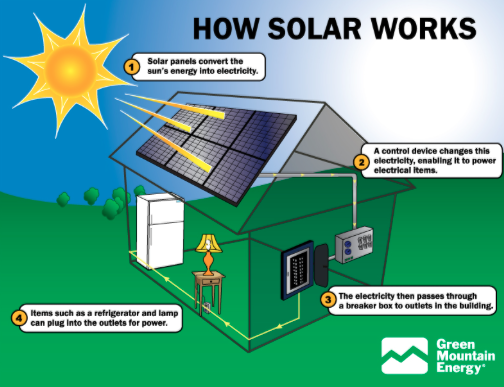 HOW SOLAR WORKS
1
Solar panels convert the
sun's energy into electricity.
2
A control device changes this
electricity, enabling it to power
electrical items.
3
The electricity then passes through
a breaker box to outlets in the building.
4
Items such as a refrigerator and lamp
can plug into the outlets for power.
Green
Mountain
Energy®